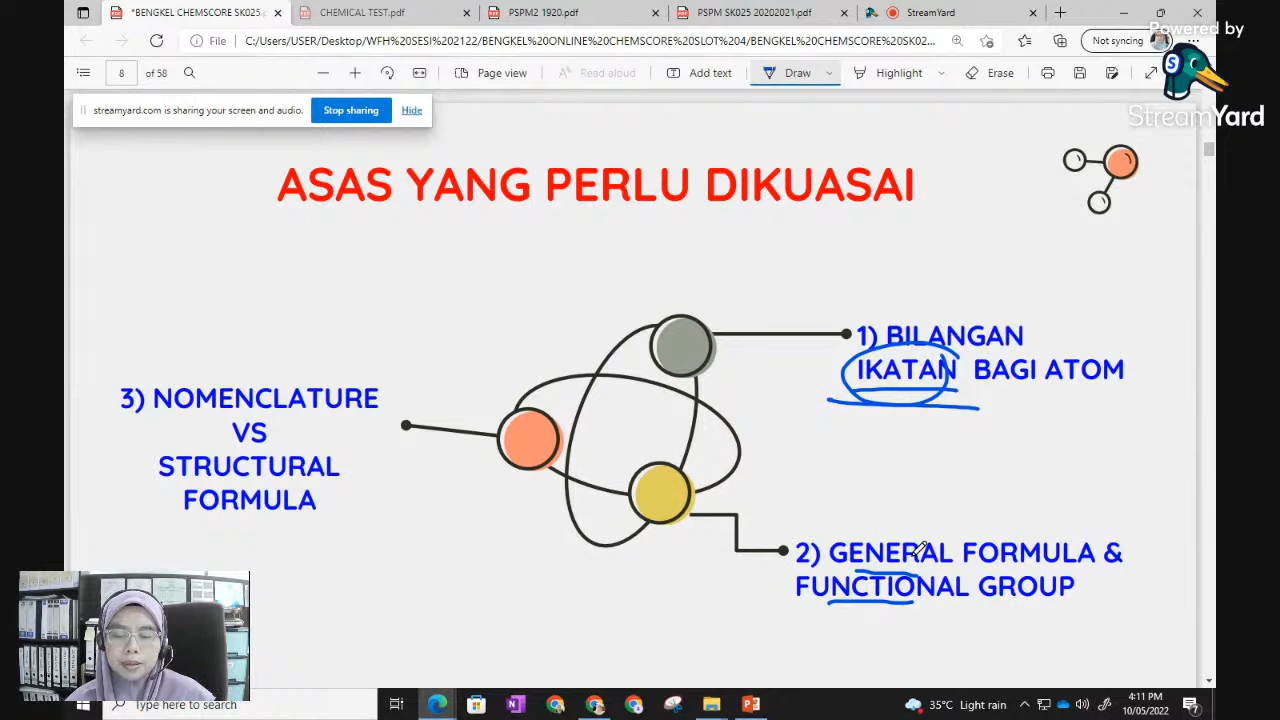 *BENGKEL CHEMSCORE SK025 p
CHEMICAL TEST.pdf
PSPM2 1920.pdf
PSPM SK025 20202021.pdf
StreamYard
Powered by
File
C:/Users/USER/Desktop/WFH%20SESI%20...EL%20ONLINE%20CHEMSCORE%20SLOT%204/BENGKEL%20CHEMSCORE%20SK02...
Not syncing
8
of 58
Page view
Read aloud
Add text
Draw
Highlight
Erase
streamyard.com is sharing your screen and audio.
Stop sharing
Hide
S
StreamYard
ASAS YANG PERLU DIKUASAI
1) BILANGAN
IKATAN BAGI ATOM
3) NOMENCLATURE
VS
STRUCTURAL
FORMULA
2) GENERAL FORMULA &
FUNCTIONAL GROUP
Type here to search
35°C Light rain
4:11 PM
10/05/2022